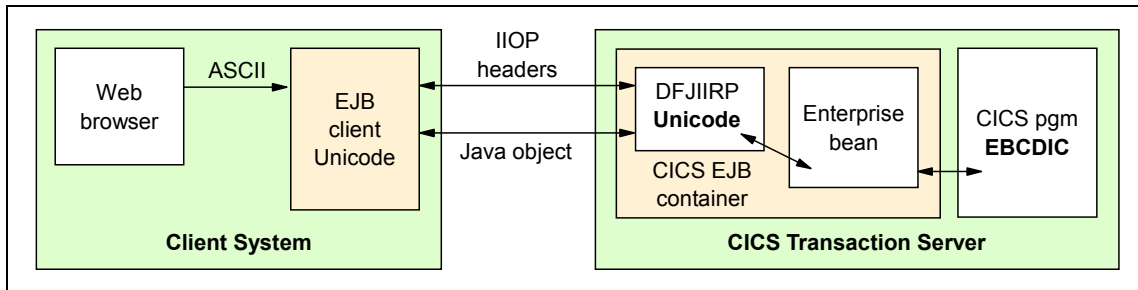 Web
browser
ASCII
EJB
client
Unicode
Client System
IIOP
headers
Java object
DFJIIRP
Unicode
Enterprise
bean
CICS EJB
container
CICS pgm
EBCDIC
CICS Transaction Server